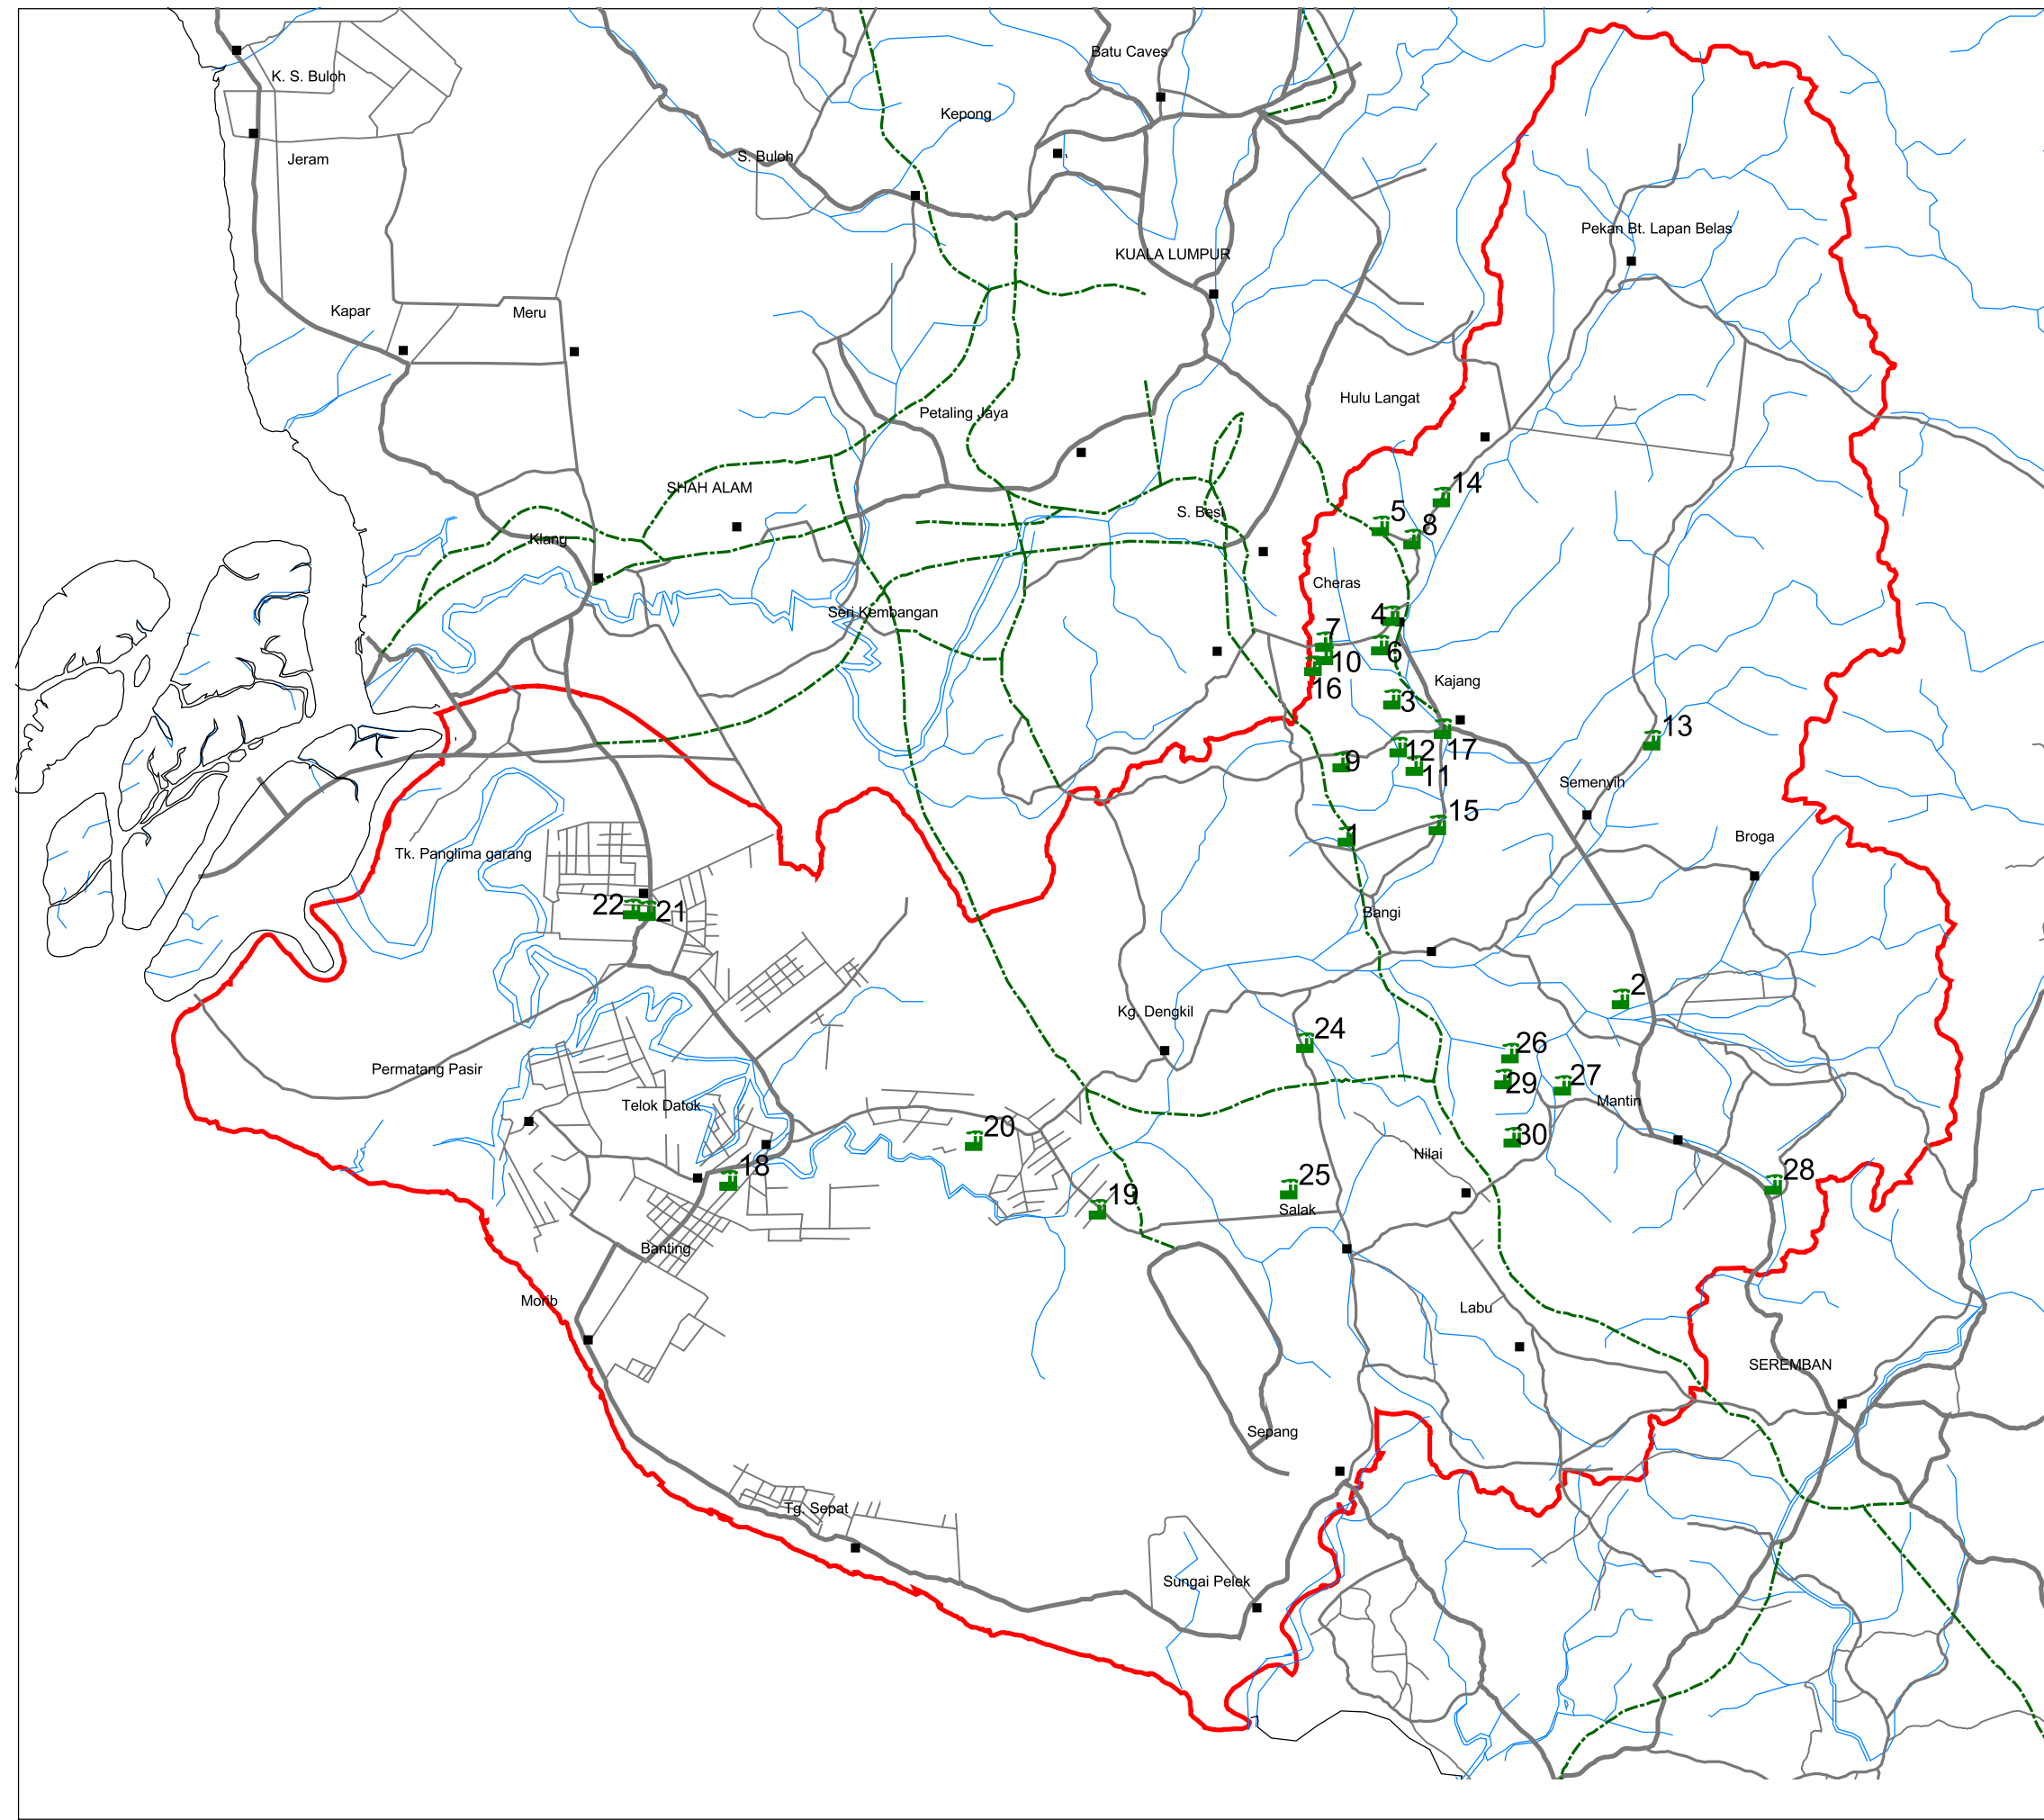 Batu Caves
K. S. Buloh
Kepong
Jeram
S. Buloh
Pekan Bt. Lapan Belas
KUALA LUMPUR
Kapar
Meru
Hulu Langat
Petaling Jaya
SHAH ALAM
14
5
S. Besi
8
Klang
Cheras
Seri Kembangan
4
7
6
10
16
Kajang
3
13
17
12
9
11
Semenyih
15
1
Broga
Tk. Panglima garang
22
21
Bangi
2
Kg. Dengkil
24
26
Permatang Pasir
29
27
Mantin
Telok Datok
20
30
Nilai
18
28
25
19
Salak
Banting
Morib
Labu
SEREMBAN
Sepang
Tg. Sepat
Sungai Pelek